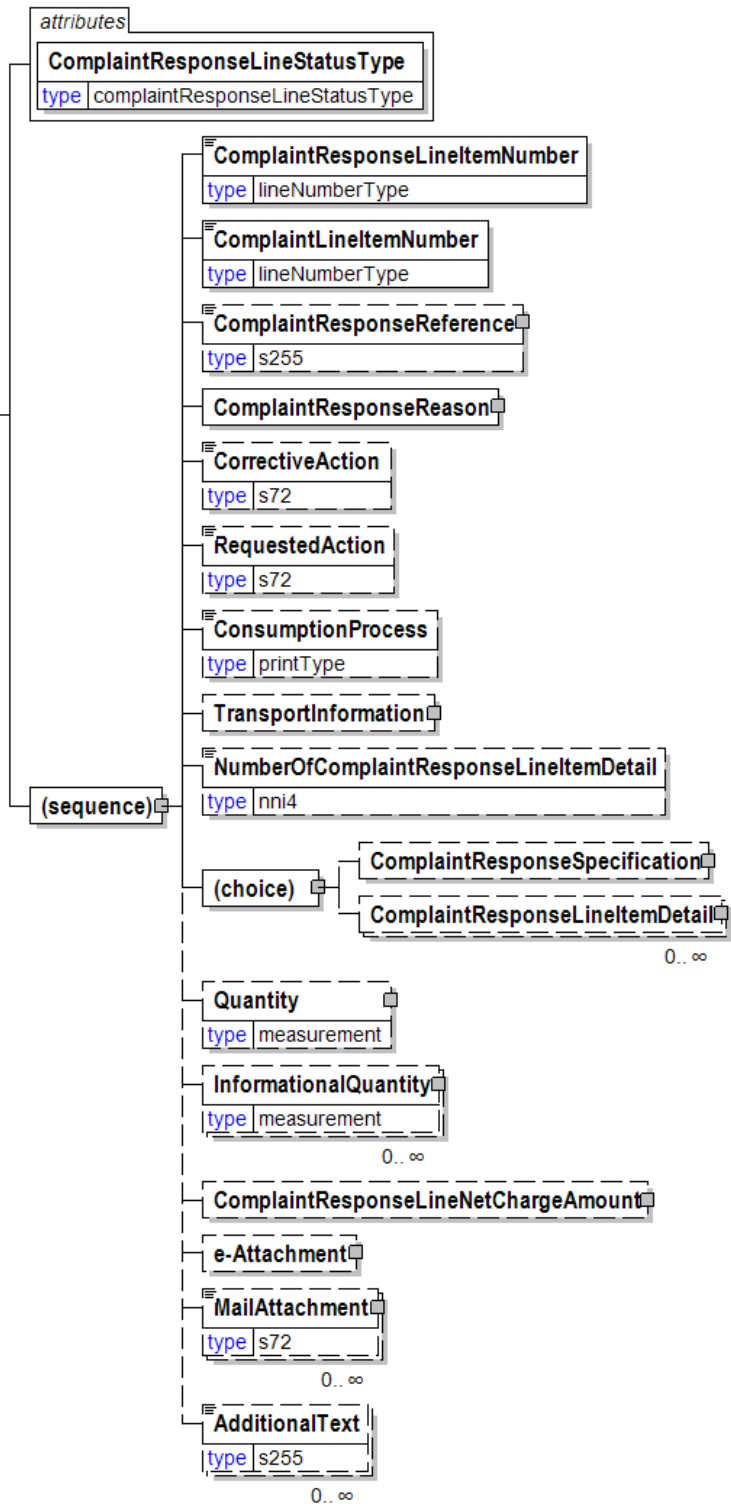 attributes
ComplaintResponseLineStatusType
type complaintResponseLineStatusType
ComplaintResponseLineItemNumber
type lineNumberType
ComplaintLineItemNumber
type lineNumberType
ComplaintResponseReference
type s255
ComplaintResponseReason
CorrectiveAction
type s72
RequestedAction
type s72
ConsumptionProcess
type printType
TransportInformation
NumberOfComplaintResponseLineItemDetail
type nni4
(sequence)
(choice)
ComplaintResponseSpecification
ComplaintResponseLineItemDetail
0.. ∞
Quantity
type measurement
InformationalQuantity
type measurement
0.. ∞
ComplaintResponseLineNetChargeAmount
e-Attachment
MailAttachment
type s72
0.. ∞
AdditionalText
type s255
0.. ∞